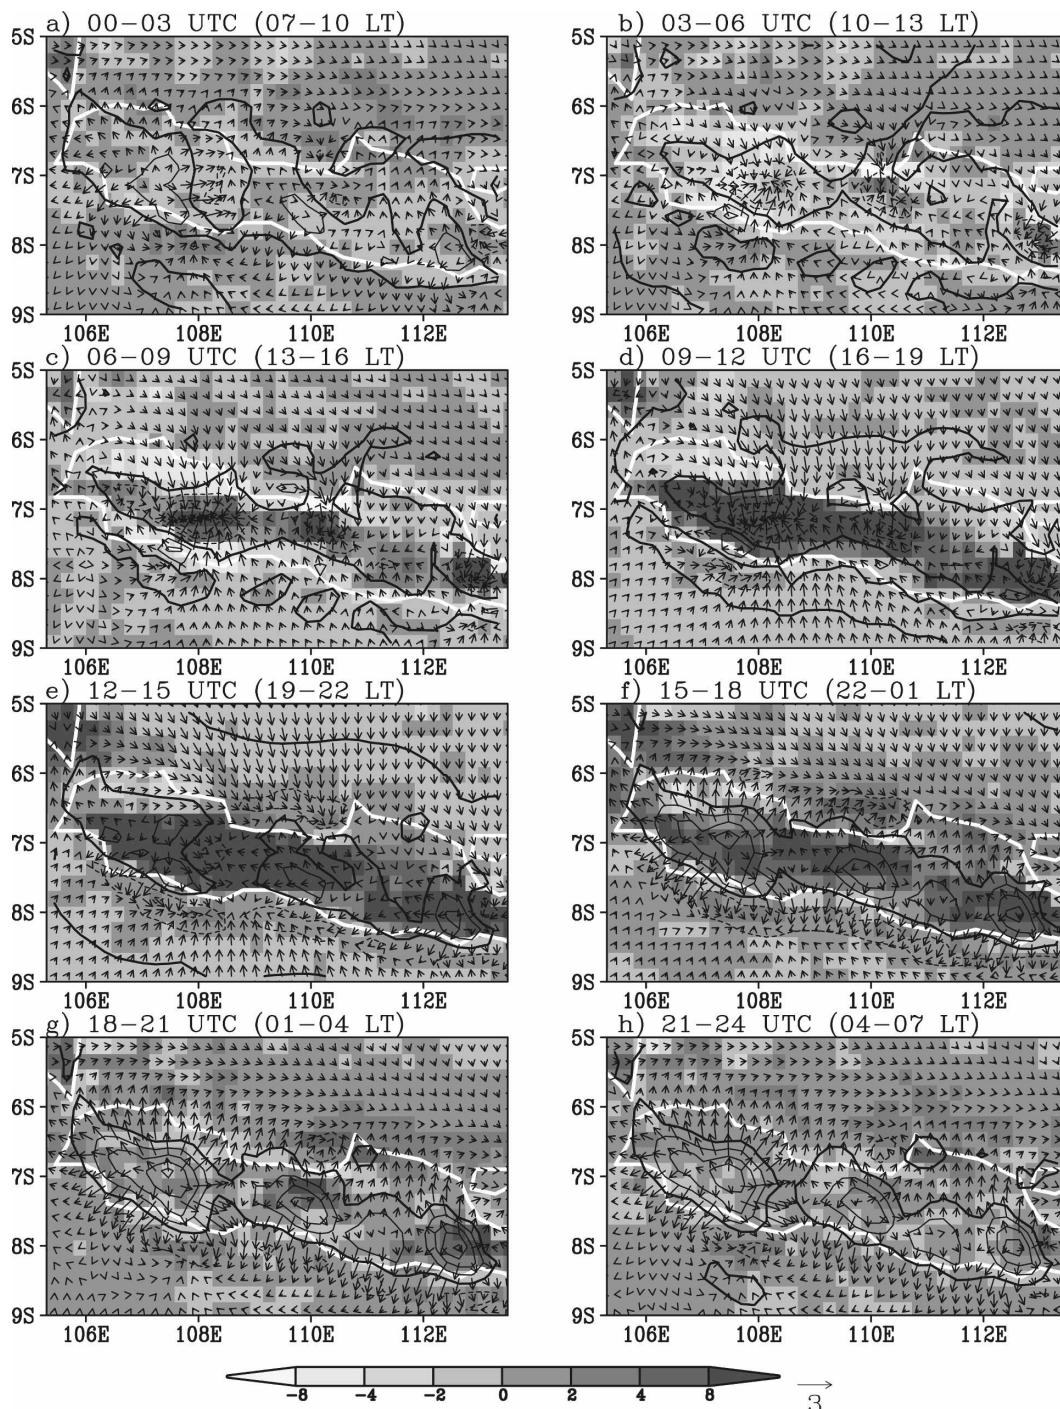 a) 00-03 UTC (07-10 LT)
b) 03-06 UTC (10-13 LT)
5S
6S
7S
8S
9S
106E 108E 110E 112E
5S
6S
7S
8S
9S
106E 108E 110E 112E
c) 06-09 UTC (13-16 LT)
d) 09-12 UTC (16-19 LT)
5S
6S
7S
8S
9S
106E 108E 110E 112E
5S
6S
7S
8S
9S
106E 108E 110E 112E
e) 12-15 UTC (19-22 LT)
f) 15-18 UTC (22-01 LT)
5S
6S
7S
8S
9S
106E 108E 110E 112E
5S
6S
7S
8S
9S
106E 108E 110E 112E
g) 18-21 UTC (01-04 LT)
h) 21-24 UTC (04-07 LT)
5S
6S
7S
8S
9S
106E 108E 110E 112E
5S
6S
7S
8S
9S
106E 108E 110E 112E
-8 -4 -2 0 2 4 8
3